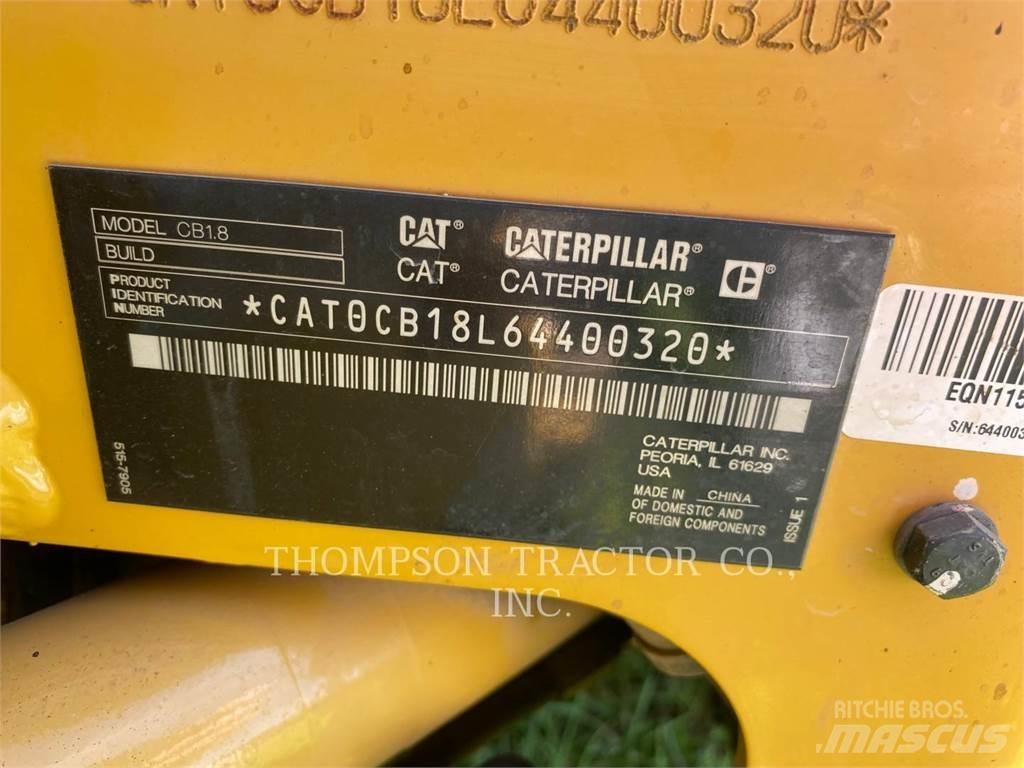 CB18L64400320*
MODEL CB1.8
BUILD
PRODUCT IDENTIFICATION NUMBER
*CAT0CB18L64400320*
CAT®
CATERPILLAR®
CAT®
CATERPILLAR®
C®
CATERPILLAR INC.
PEORIA, IL 61629
USA
MADE IN CHINA
OF DOMESTIC AND
FOREIGN COMPONENTS
ISSUE 1
515-7905
EQN115
S/N:644003
THOMPSON TRACTOR CO.,
INC.
RITCHIE BROS.
MASCUS